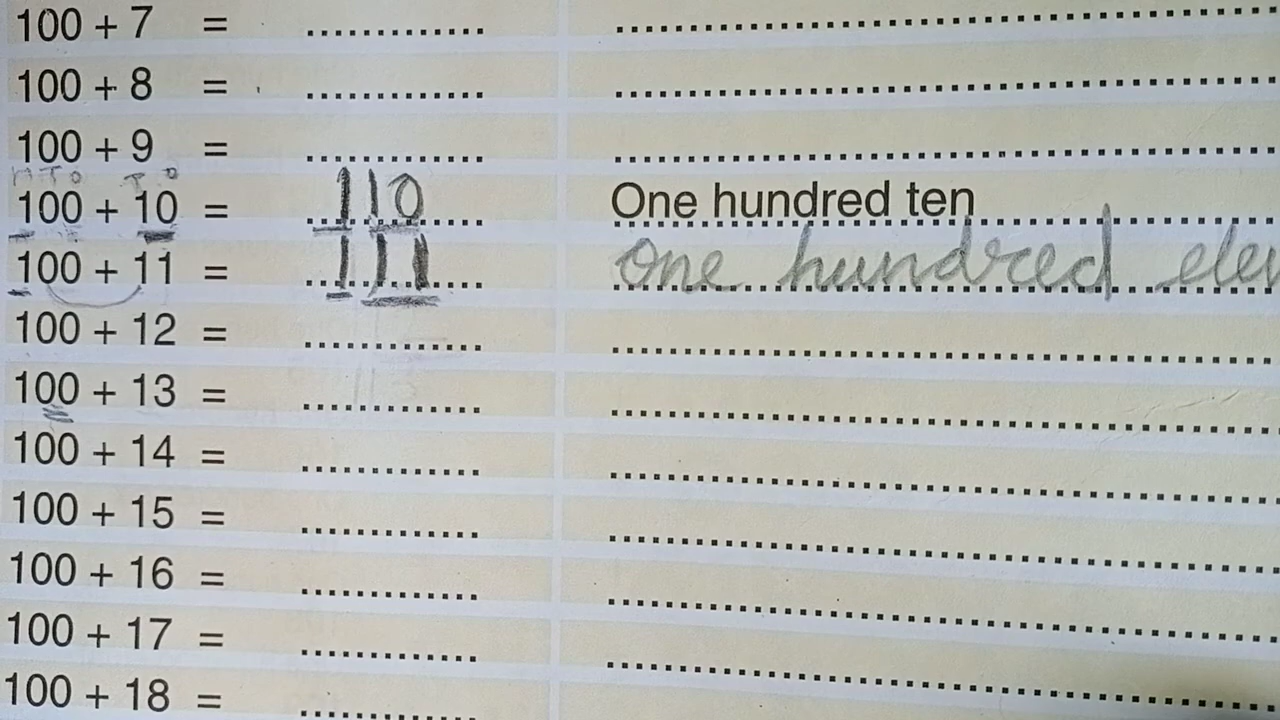 100 + 7 = ............. 
100 + 8 = .............
100 + 9 = .............
H T O T O
100 + 10 = 110 One hundred ten
100 + 11 = 111 One hundred
100 + 12 = .............
100 + 13 = .............
100 + 14 = .............
100 + 15 = .............
100 + 16 = .............
100 + 17 = .............
100 + 18 = .............